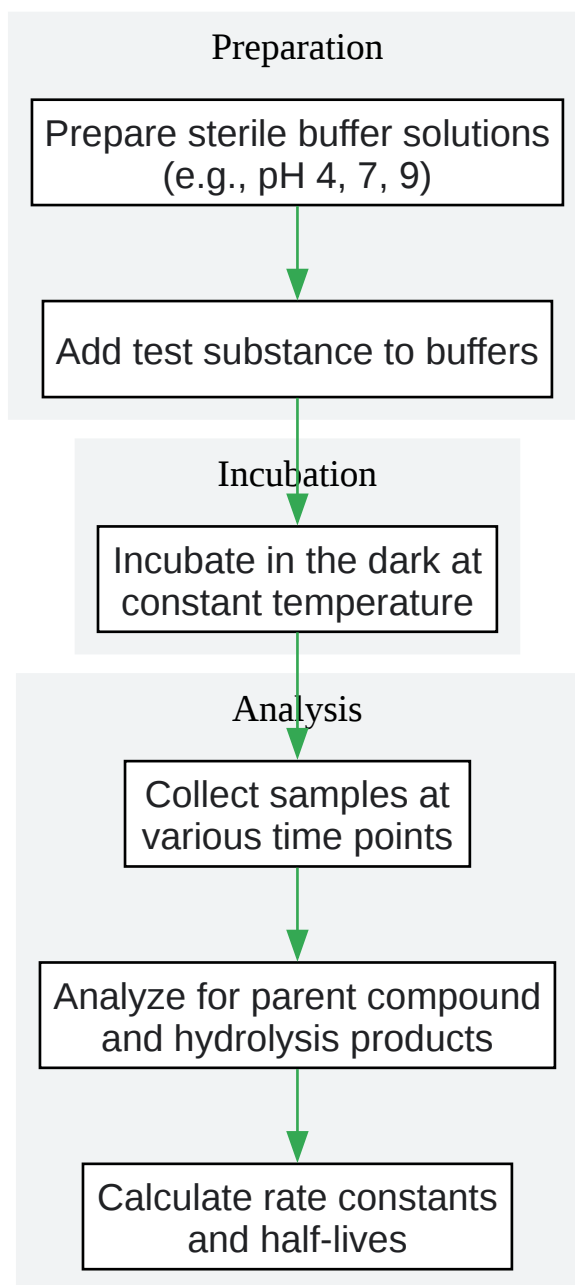 Preparation
Prepare sterile buffer solutions
(e.g., pH 4, 7, 9)
Add test substance to buffers
Incubation
Incubate in the dark at
constant temperature
Analysis
Collect samples at
various time points
Analyze for parent compound
and hydrolysis products
Calculate rate constants
and half-lives